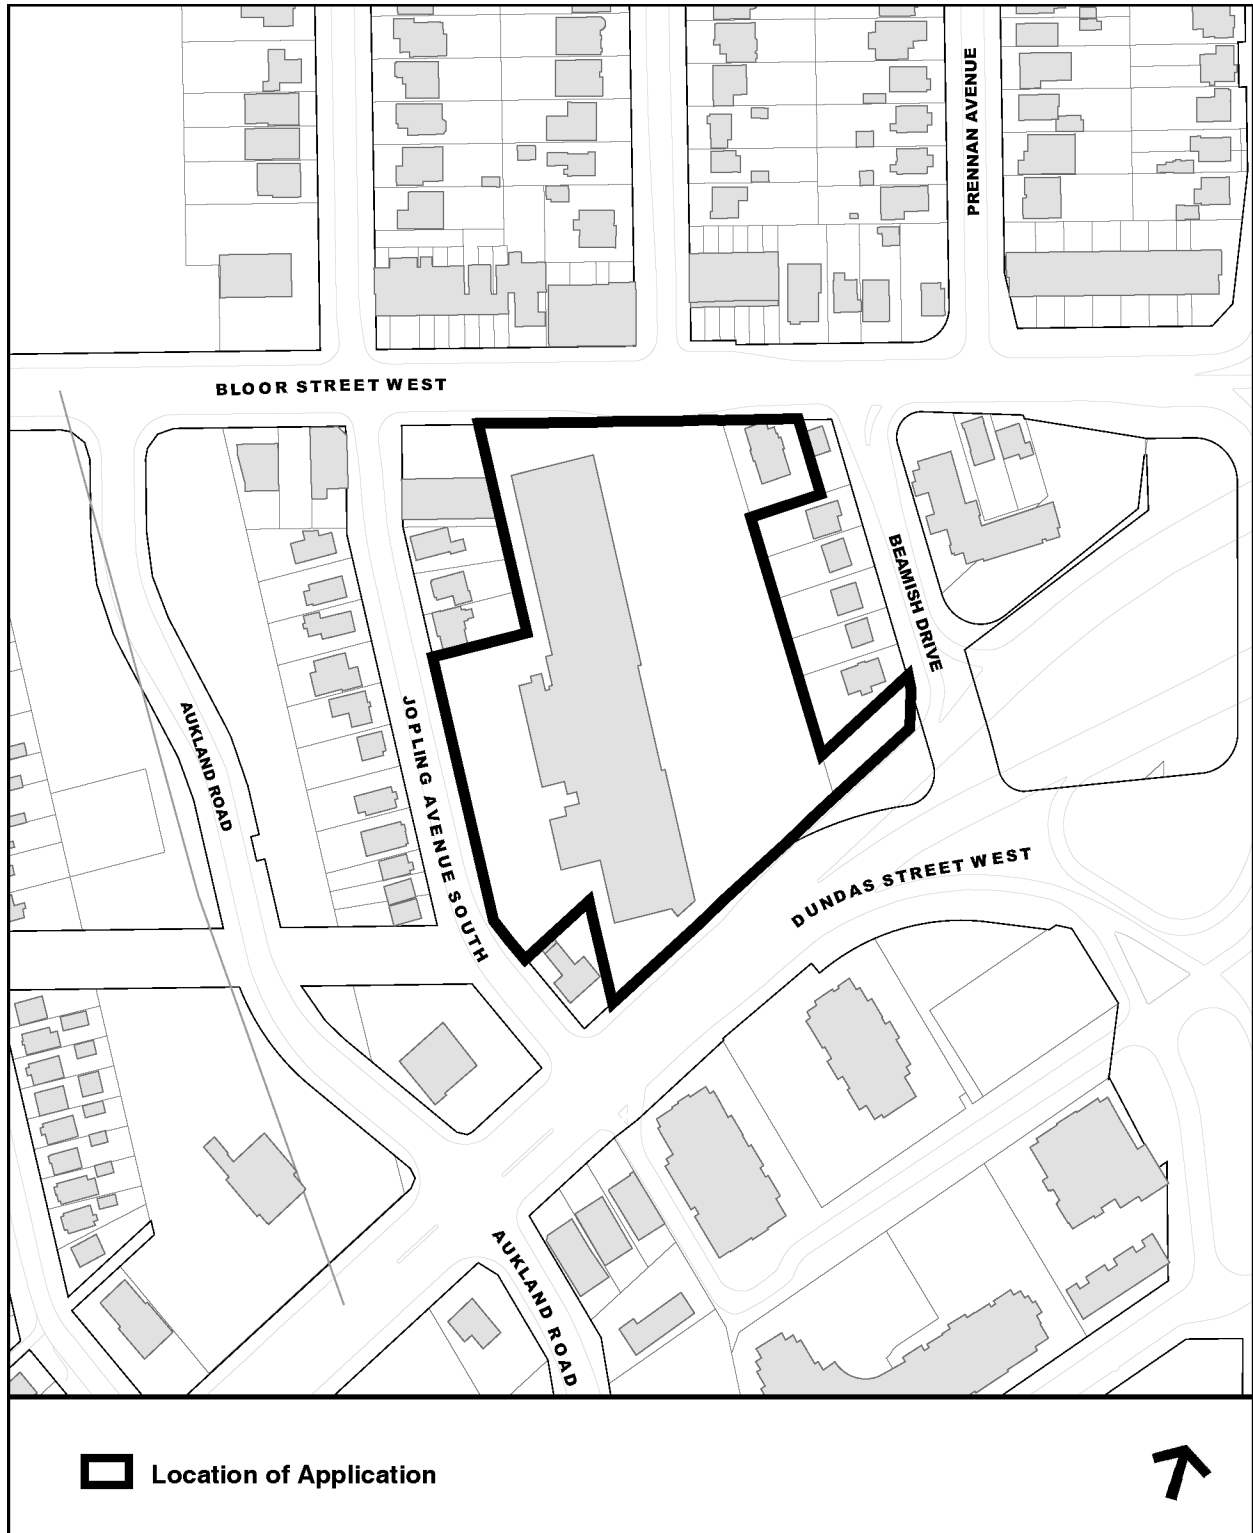 PRENNAN AVENUE
BLOOR STREET WEST
BEAMISH DRIVE
AUKLAND ROAD
JOPLING AVENUE SOUTH
DUNDAS STREET WEST
AUKLAND ROAD
Location of Application